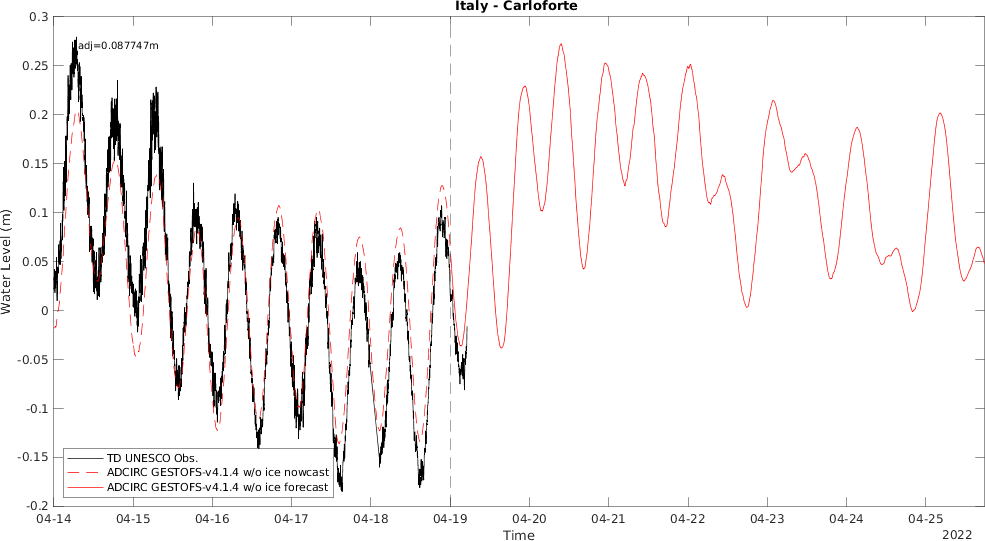 Italy - Carloforte
adj=0.087747m
Water Level (m)
0.3
0.25
0.2
0.15
0.1
0.05
0
-0.05
-0.1
-0.15
-0.2
TD UNESCO Obs.
ADCIRC GESTOFS-v4.1.4 w/o ice nowcast
ADCIRC GESTOFS-v4.1.4 w/o ice forecast
04-14 04-15 04-16 04-17 04-18 04-19 04-20 04-21 04-22 04-23 04-24 04-25
Time
2022